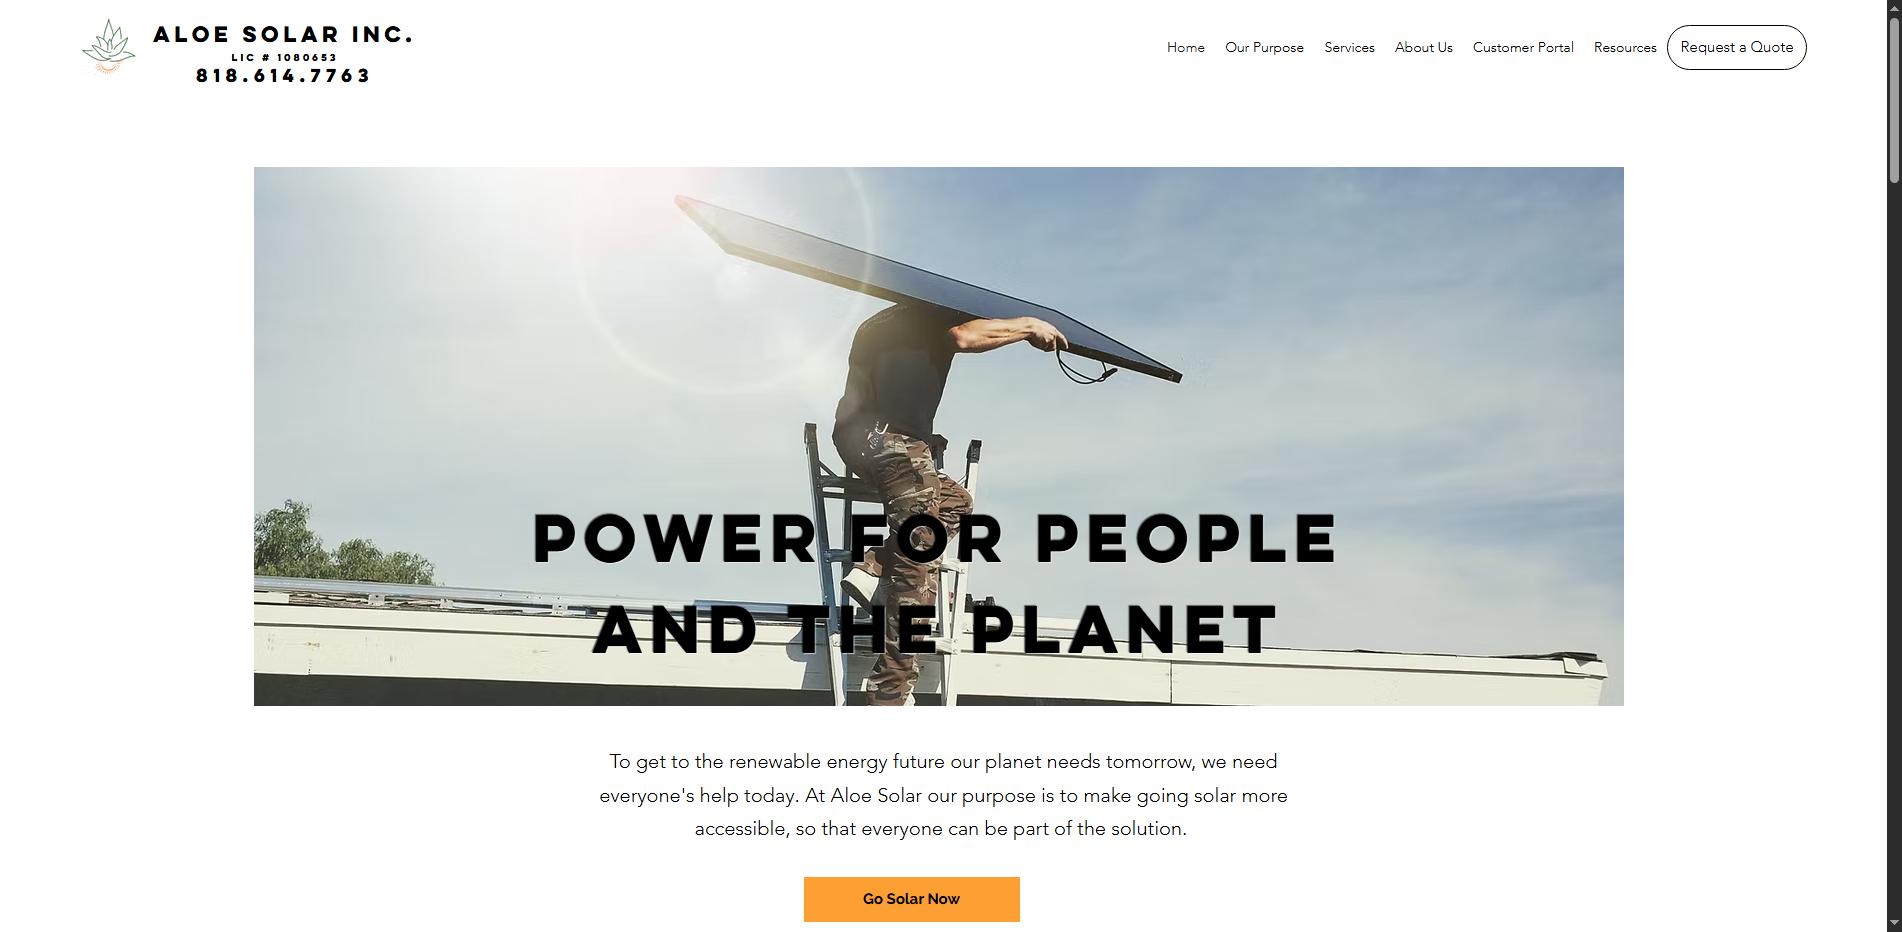 ALOE SOLAR INC.
LIC # 1080653
818.614.7763
Home Our Purpose Services About Us Customer Portal Resources Request a Quote
POWER FOR PEOPLE
AND THE PLANET
To get to the renewable energy future our planet needs tomorrow, we need
everyone's help today. At Aloe Solar our purpose is to make going solar more
accessible, so that everyone can be part of the solution.
Go Solar Now